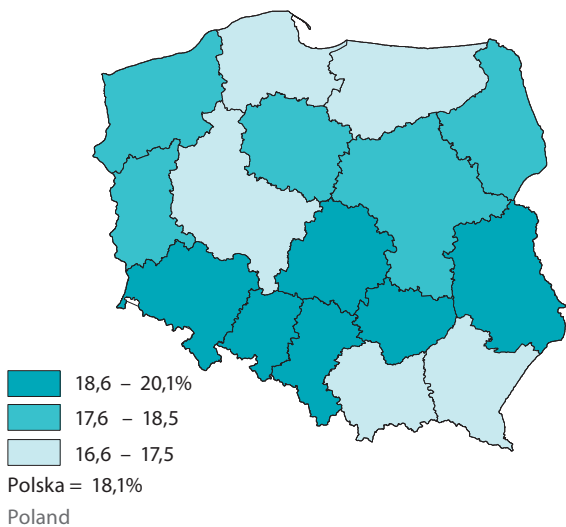 18,6 – 20,1%
17,6 – 18,5
16,6 – 17,5
Polska = 18,1%
Poland